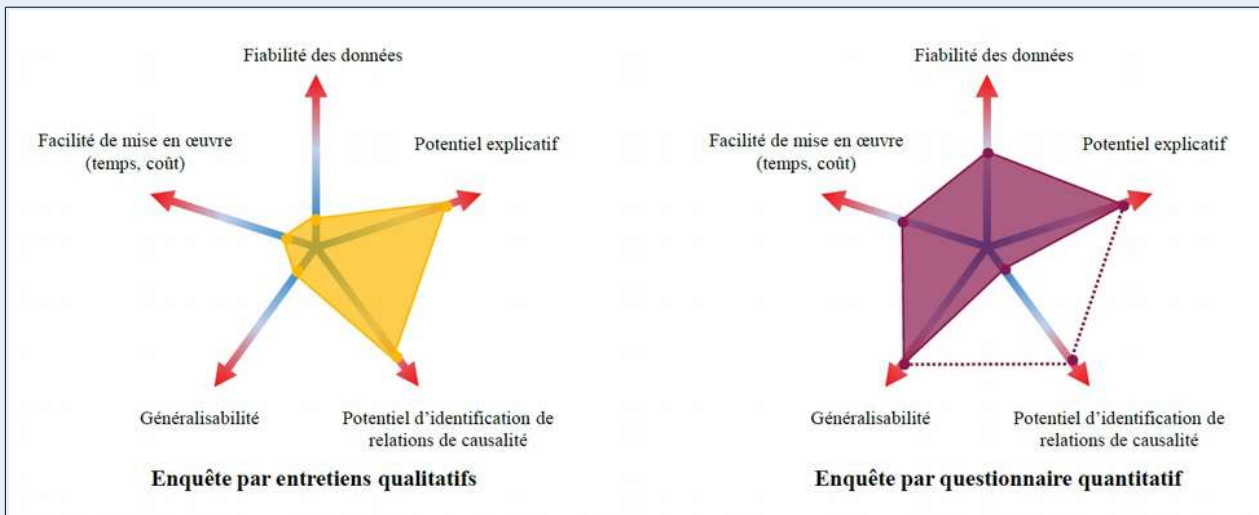 Fiabilité des données
Facilité de mise en œuvre
(temps, coût)
Potentiel explicatif
Généralisabilité
Potentiel d’identification de
relations de causalité
Enquête par entretiens qualitatifs
Fiabilité des données
Facilité de mise en œuvre
(temps, coût)
Potentiel explicatif
Généralisabilité
Potentiel d’identification de
relations de causalité
Enquête par questionnaire quantitatif